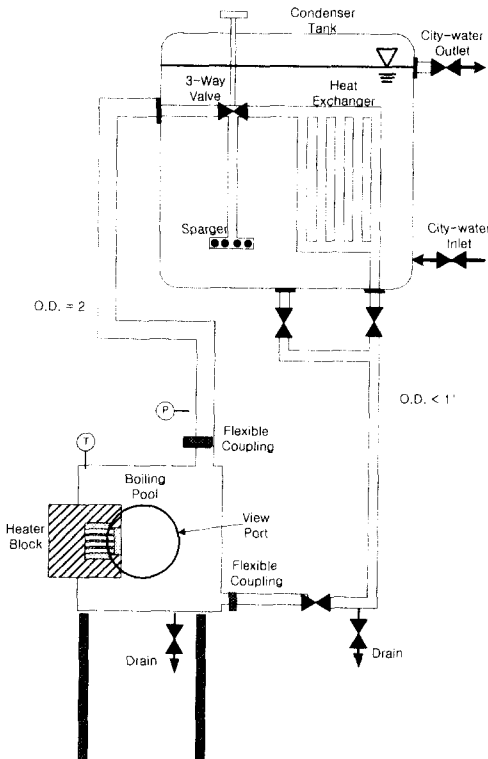 Condenser
Tank
City-water
Outlet
3-Way
Valve
Heat
Exchanger
Sparger
City-water
Inlet
O.D. = 2
O.D. < 1"
P
Flexible
Coupling
T
Boiling
Pool
Heater
Block
View
Port
Flexible
Coupling
Drain
Drain